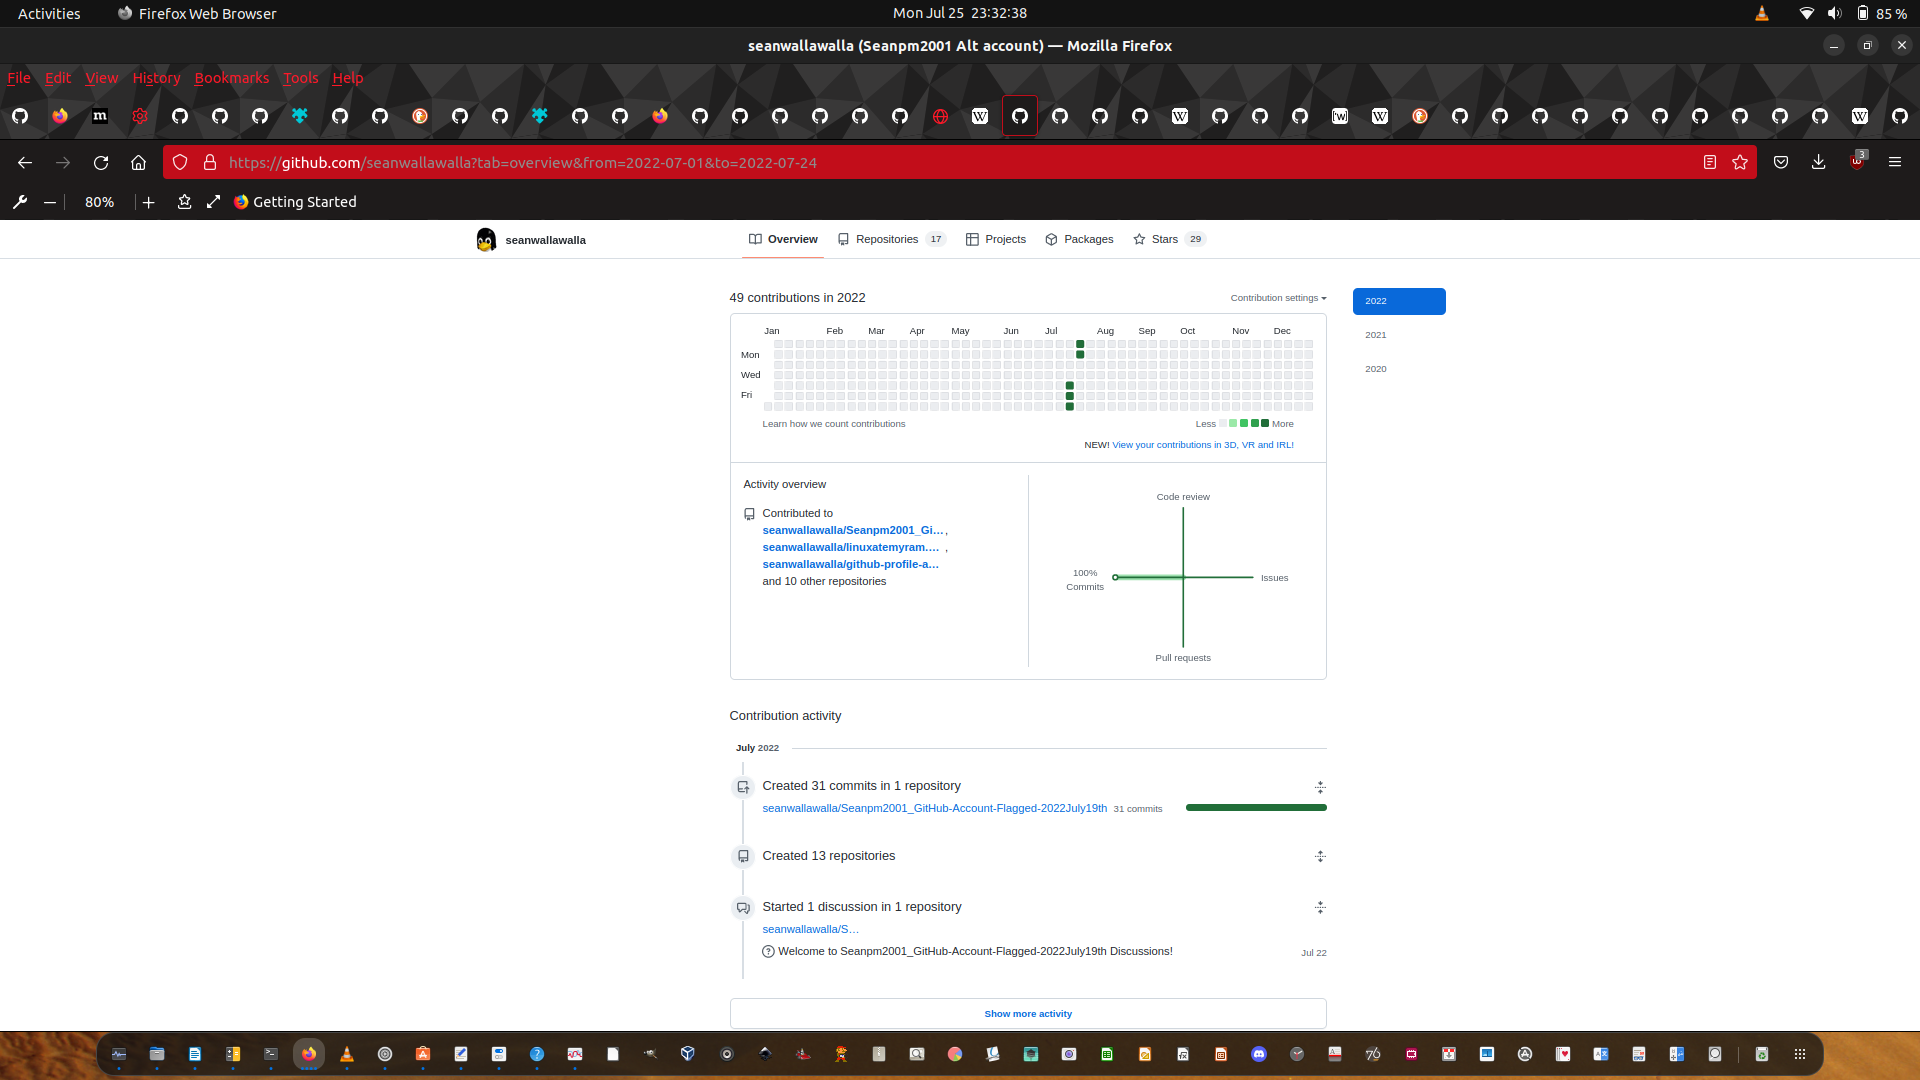 Activities Firefox Web Browser Mon Jul 25 23:32:38 85 %
seanwallawalla (Seanpm2001 Alt account) — Mozilla Firefox
File Edit View History Bookmarks Tools Help
https://github.com/seanwallawalla?tab=overview&from=2022-07-01&to=2022-07-24 3
80% Getting Started
seanwallawalla Overview Repositories 17 Projects Packages Stars 29
49 contributions in 2022 Contribution settings 2022
Jan Feb Mar Apr May Jun Jul Aug Sep Oct Nov Dec
2021
Mon
2020
Wed
Fri
Learn how we count contributions Less More
NEW! View your contributions in 3D, VR and IRL!
Activity overview
Code review
Contributed to
seanwallawalla/Seanpm2001_Gi… ,
seanwallawalla/linuxatemyram.… ,
seanwallawalla/github-profile-a…
and 10 other repositories
100%
Commits
Issues
Pull requests
Contribution activity
July 2022
Created 31 commits in 1 repository
seanwallawalla/Seanpm2001_GitHub-Account-Flagged-2022July19th 31 commits
Created 13 repositories
Started 1 discussion in 1 repository
seanwallawalla/S…
Welcome to Seanpm2001_GitHub-Account-Flagged-2022July19th Discussions! Jul 22
Show more activity